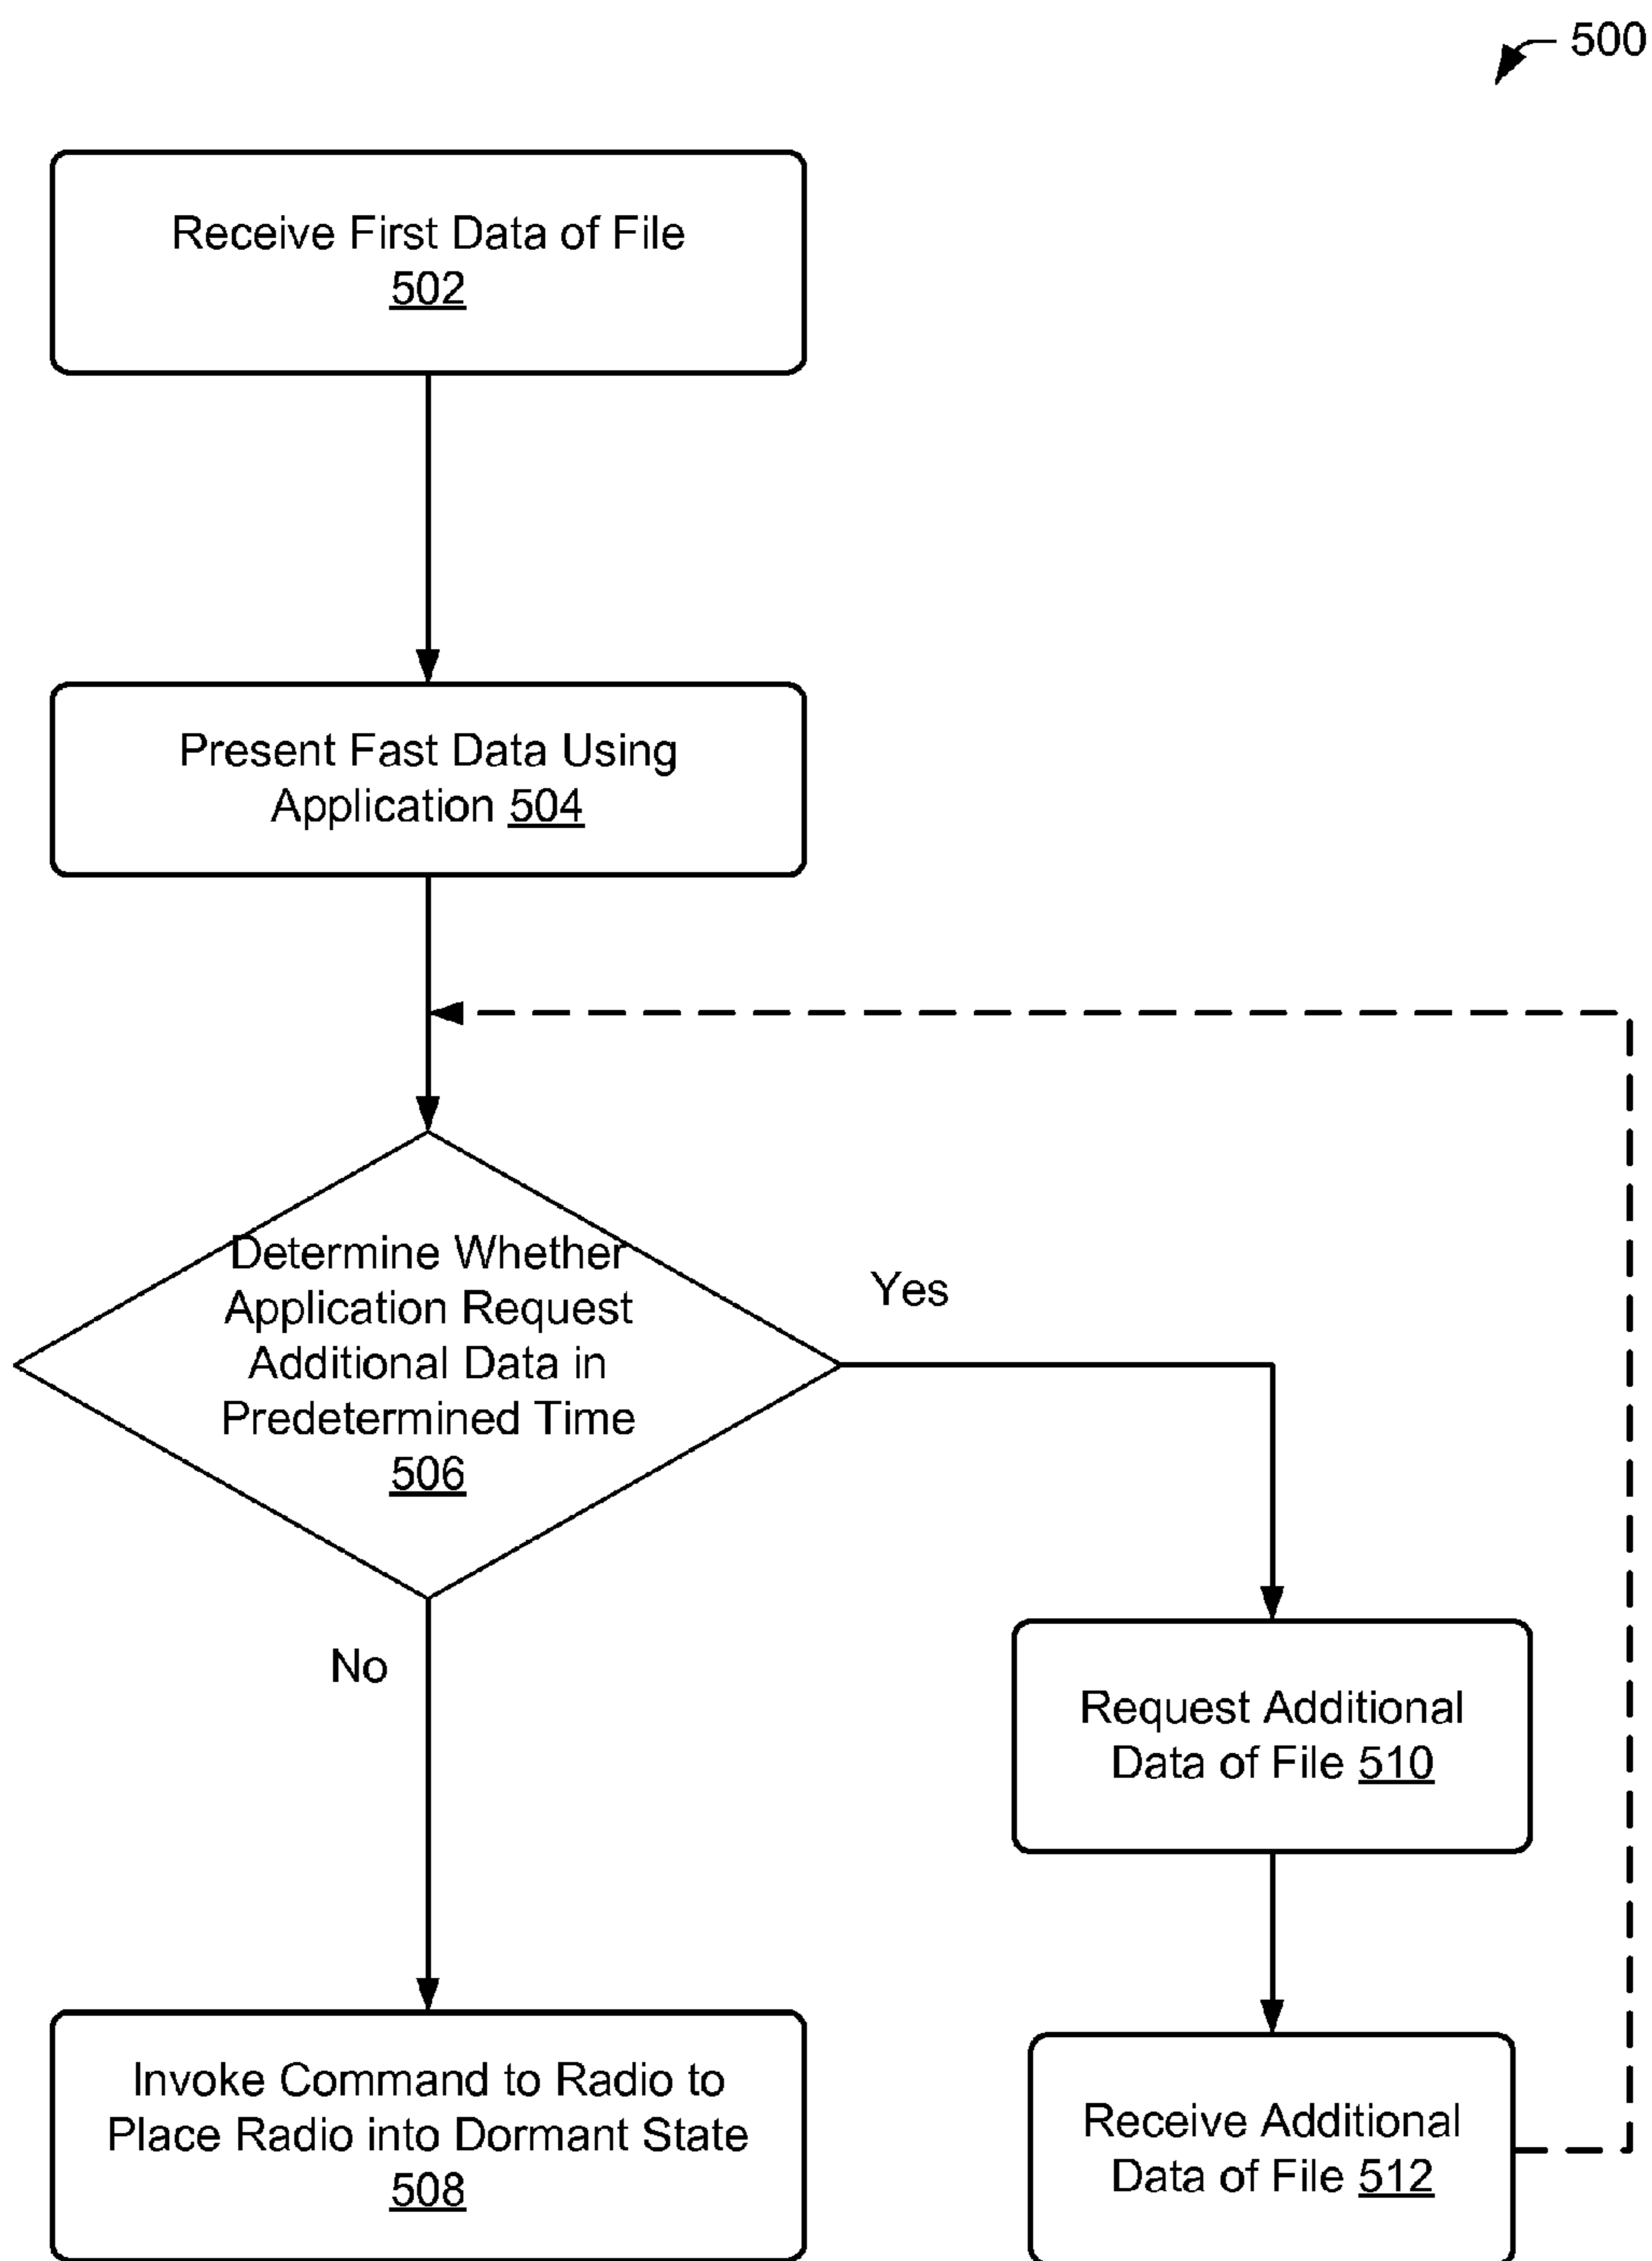 500
Receive First Data of File
502
Present Fast Data Using
Application 504
Determine Whether
Application Request
Additional Data in
Predetermined Time
506
Yes
No
Request Additional
Data of File 510
Invoke Command to Radio to
Place Radio into Dormant State
508
Receive Additional
Data of File 512